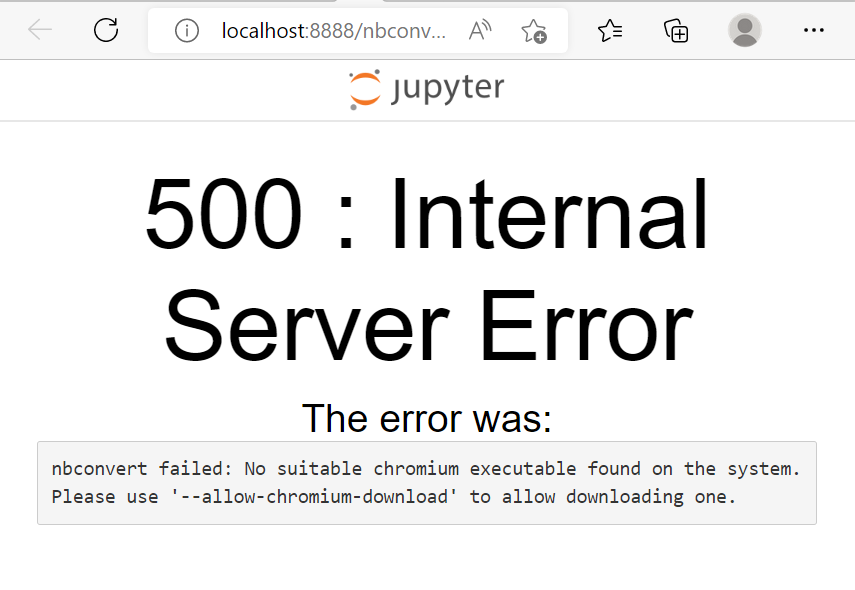 localhost:8888/nbconv...
jupyter
500 : Internal
Server Error
The error was:
nbconvert failed: No suitable chromium executable found on the system.
Please use '--allow-chromium-download' to allow downloading one.